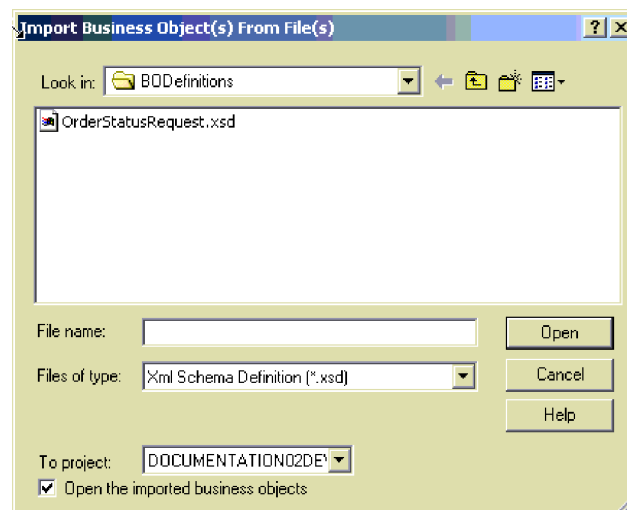 Import Business Object(s) From File(s)
Look in: BODefinitions
OrderStatusRequest.xsd
File name: Open
Files of type: Xml Schema Definition (*.xsd) Cancel
Help
To project: DOCUMENTATION02DE
Open the imported business objects